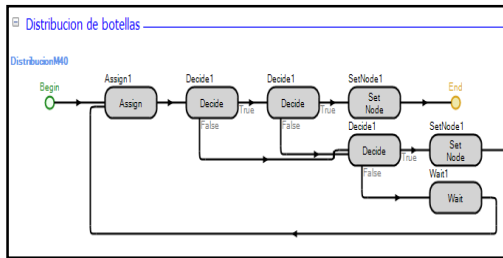 Distribucion de botellas
DistribucionM40
Begin
Assign1
Assign
Decide1
Decide
True
False
Decide1
Decide
True
False
SetNode1
Set
Node
End
Decide1
Decide
True
False
SetNode1
Set
Node
Wait1
Wait